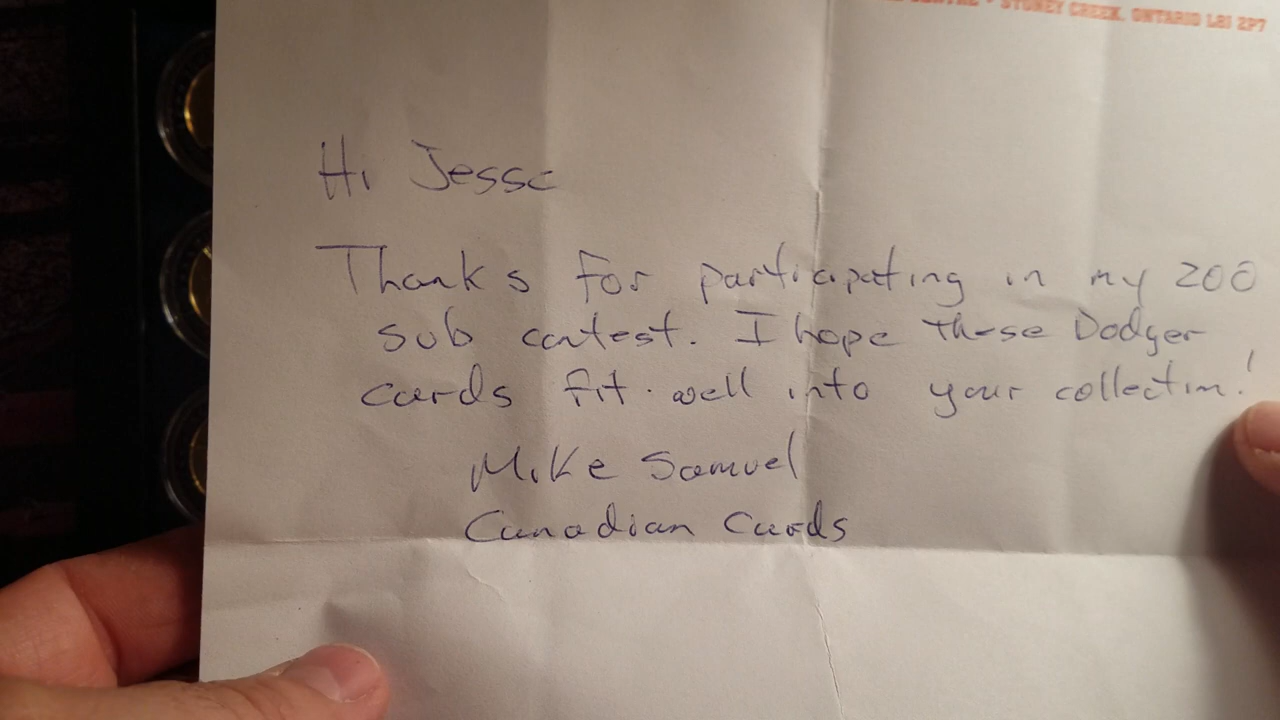 CENTRE • STONEY CREEK, ONTARIO L8J 2P7
Hi Jesse
Thanks for participating in my 200
sub contest. I hope these Dodger
cards fit well into your collection!
Mike Samuel
Canadian Cards